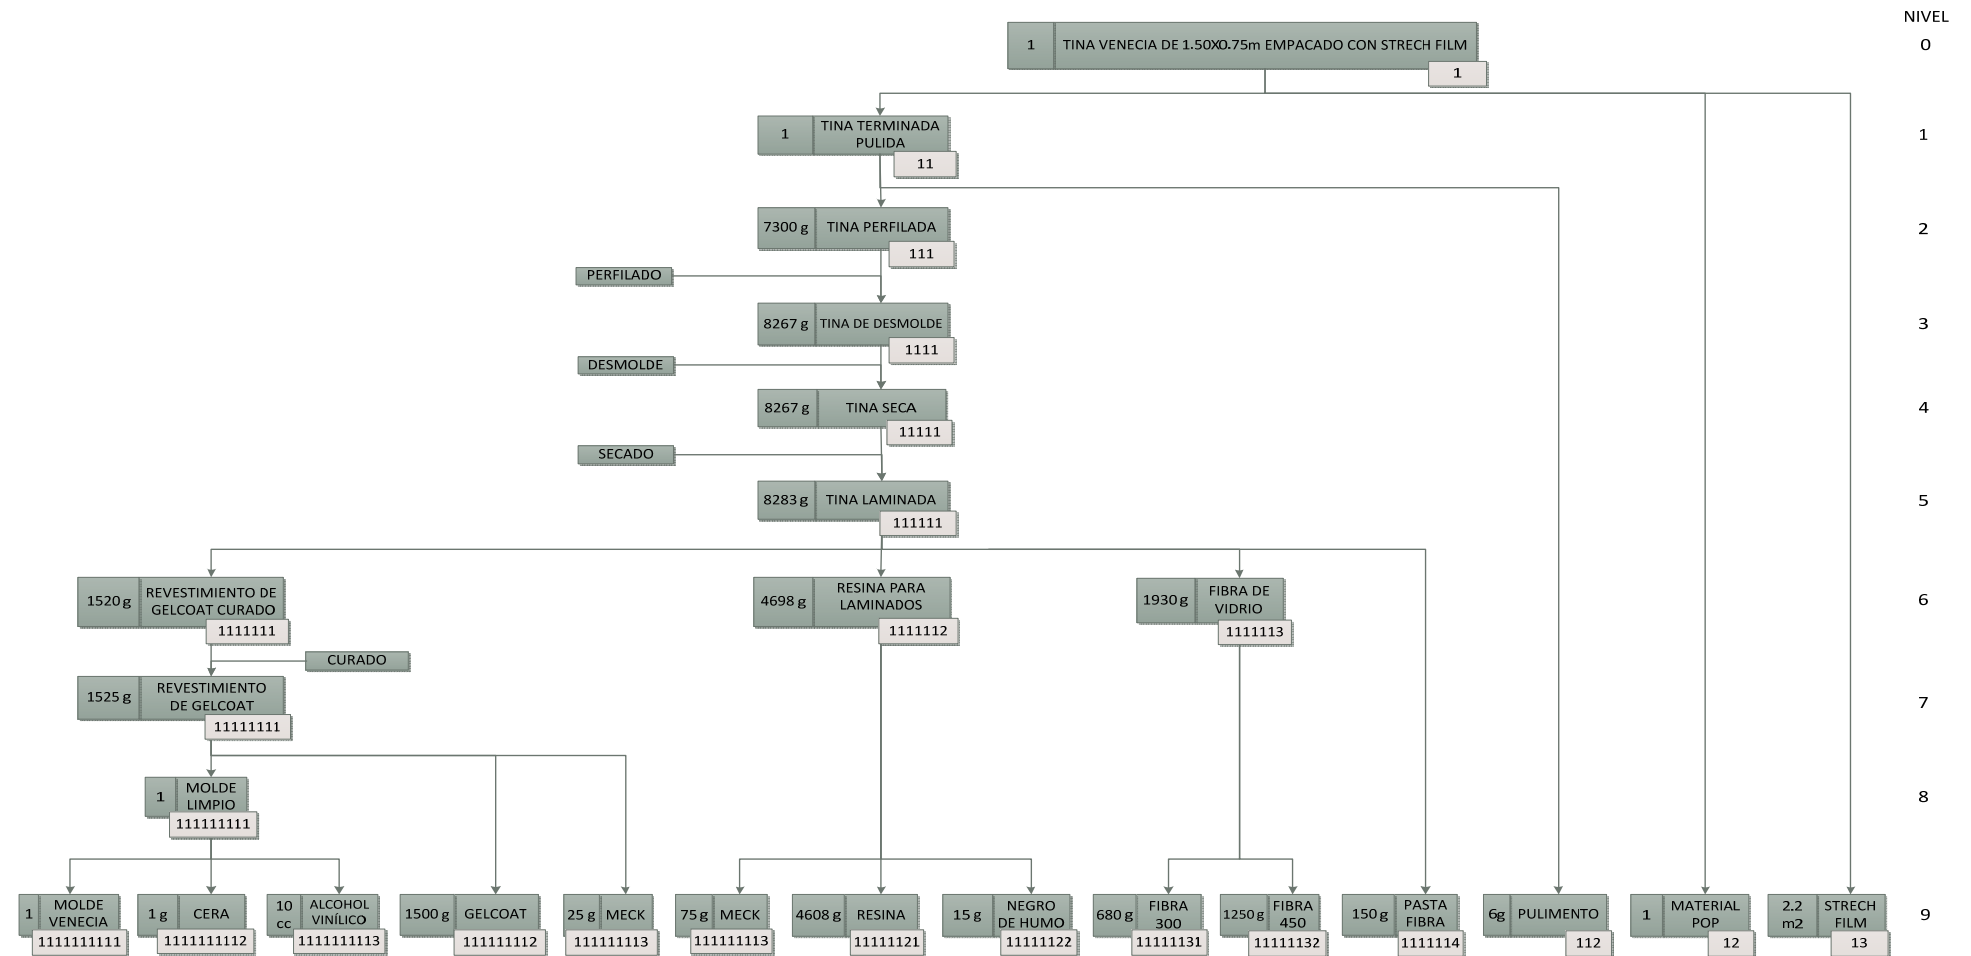 NIVEL
1 TINA VENECIA DE 1.50X0.75m EMPACADO CON STRECH FILM
0
1
1 TINA TERMINADA
PULIDA
1
11
7300 g TINA PERFILADA
2
111
PERFILADO
8267 g TINA DE DESMOLDE
3
1111
DESMOLDE
8267 g TINA SECA
4
11111
SECADO
8283 g TINA LAMINADA
5
111111
1520 g REVESTIMIENTO DE
GELCOAT CURADO
1111111
4698 g RESINA PARA
LAMINADOS
1111112
1930 g FIBRA DE
VIDRIO
1111113
6
CURADO
1525 g REVESTIMIENTO
DE GELCOAT
11111111
7
1 MOLDE
LIMPIO
111111111
8
1 MOLDE
VENECIA
1111111111
1 g CERA
1111111112
10
cc
ALCOHOL
VINÍLICO
1111111113
1500 g GELCOAT
111111112
25 g MECK
111111113
75 g MECK
111111113
4608 g RESINA
11111121
15 g NEGRO
DE HUMO
11111122
680 g FIBRA
300
11111131
1250 g FIBRA
450
11111132
150 g PASTA
FIBRA
1111114
6g PULIMENTO
112
1 MATERIAL
POP
12
2.2
m2
STRECH
FILM
13
9